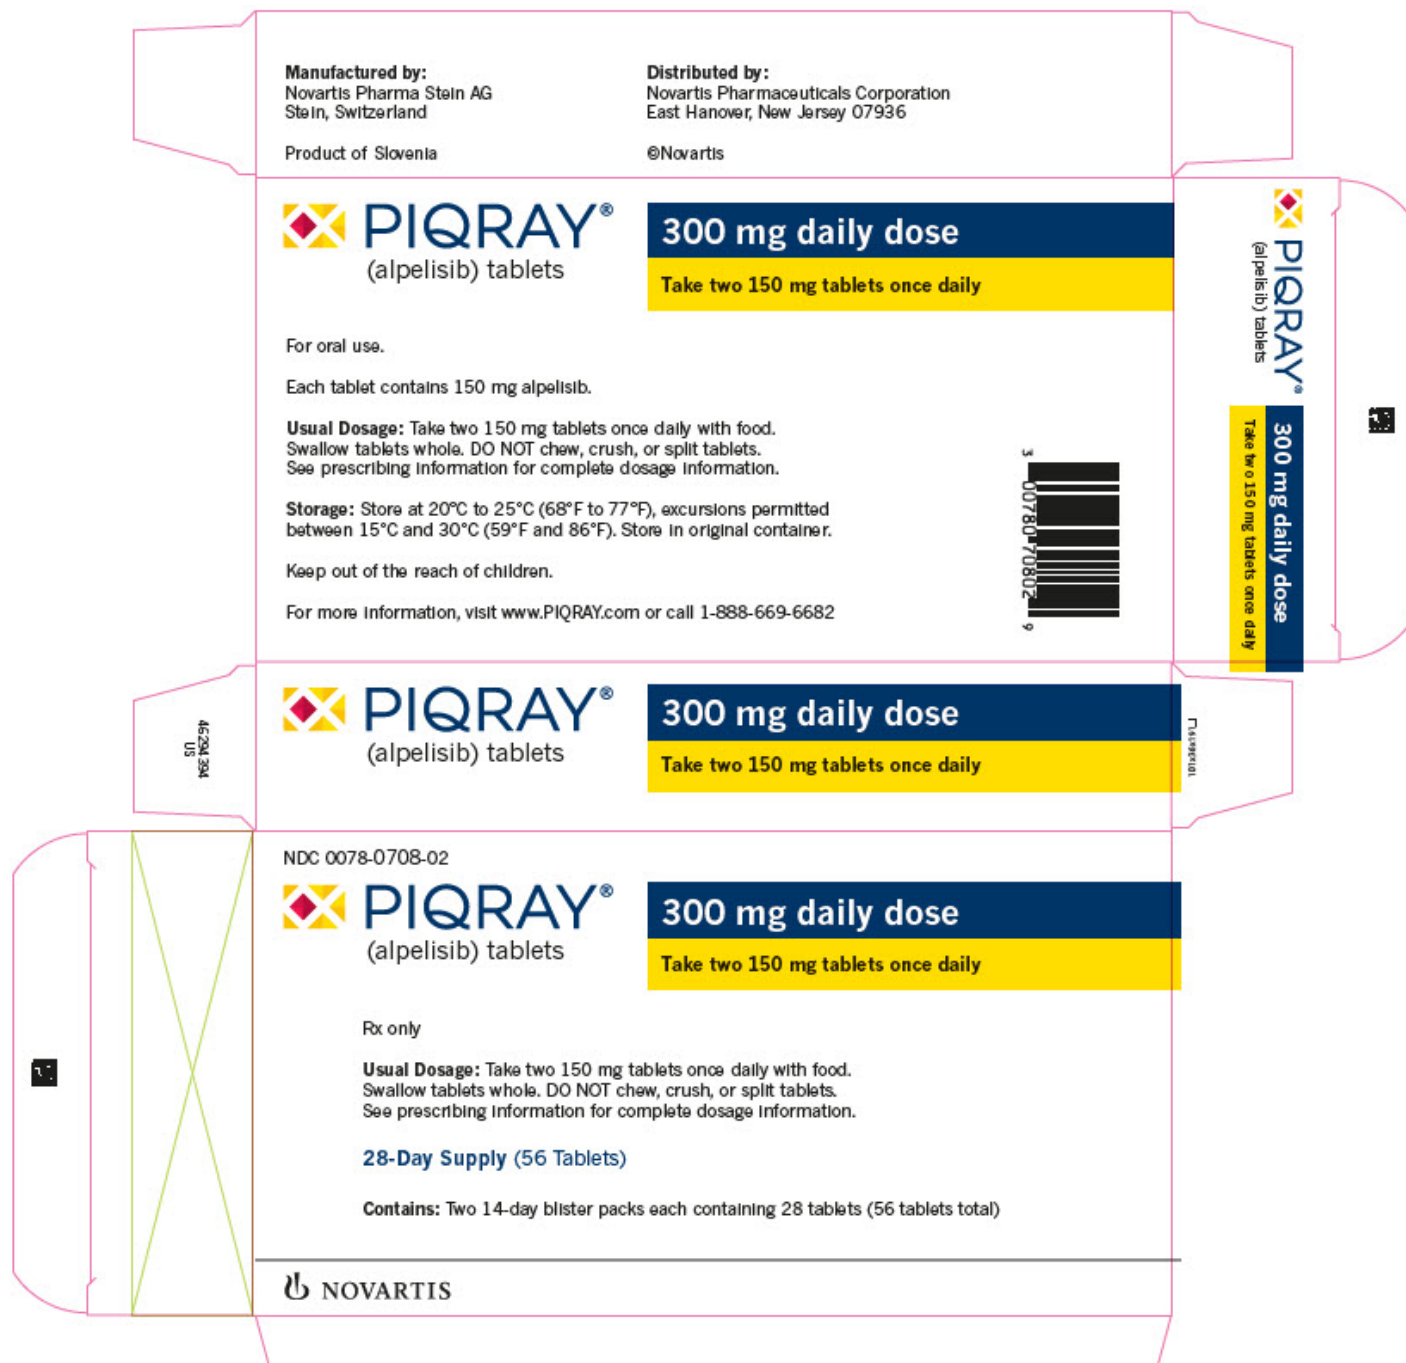 Manufactured by:
Novartis Pharma Stein AG
Stein, Switzerland
Product of Slovenia
Distributed by:
Novartis Pharmaceuticals Corporation
East Hanover, New Jersey 07936
©Novartis
PIQRAY®
(alpelisib) tablets
300 mg daily dose
Take two 150 mg tablets once daily
For oral use.
Each tablet contains 150 mg alpelisib.
Usual Dosage: Take two 150 mg tablets once daily with food.
Swallow tablets whole. DO NOT chew, crush, or split tablets.
See prescribing information for complete dosage information.
Storage: Store at 20°C to 25°C (68°F to 77°F), excursions permitted
between 15°C and 30°C (59°F and 86°F). Store in original container.
Keep out of the reach of children.
For more information, visit www.PIQRAY.com or call 1-888-669-6682
3 00780 70802 9
PIQRAY®
(alpelisib) tablets
300 mg daily dose
Take two 150 mg tablets once daily
46294394
US
PIQRAY®
(alpelisib) tablets
300 mg daily dose
Take two 150 mg tablets once daily
NDC 0078-0708-02
PIQRAY®
(alpelisib) tablets
300 mg daily dose
Take two 150 mg tablets once daily
Rx only
Usual Dosage: Take two 150 mg tablets once daily with food.
Swallow tablets whole. DO NOT chew, crush, or split tablets.
See prescribing information for complete dosage information.
28-Day Supply (56 Tablets)
Contains: Two 14-day blister packs each containing 28 tablets (56 tablets total)
NOVARTIS